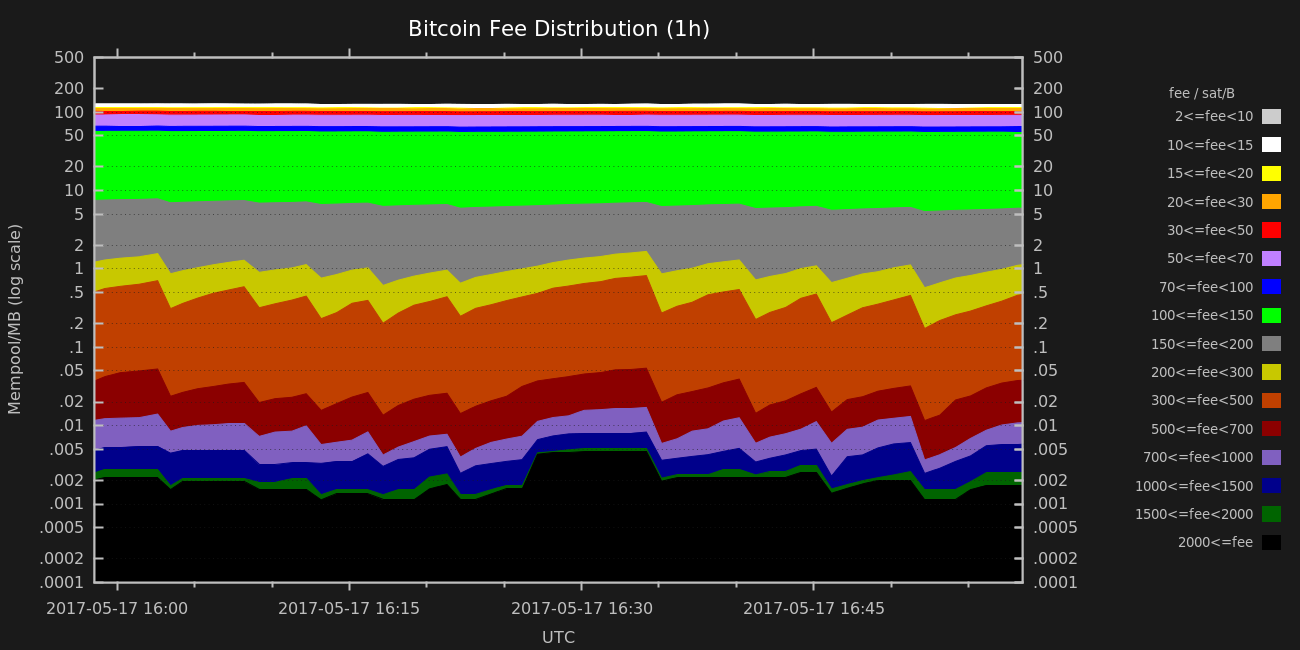 Bitcoin Fee Distribution (1h)
500 500
200 200
100 100
50 50
20 20
10 10
5 5
2 2
1 1
.5 .5
.2 .2
.1 .1
.05 .05
.02 .02
.01 .01
.005 .005
.002 .002
.001 .001
.0005 .0005
.0002 .0002
.0001 .0001
Mempool/MB (log scale)
2017-05-17 16:00 2017-05-17 16:15 2017-05-17 16:30 2017-05-17 16:45
UTC
fee / sat/B
2<=fee<10
10<=fee<15
15<=fee<20
20<=fee<30
30<=fee<50
50<=fee<70
70<=fee<100
100<=fee<150
150<=fee<200
200<=fee<300
300<=fee<500
500<=fee<700
700<=fee<1000
1000<=fee<1500
1500<=fee<2000
2000<=fee